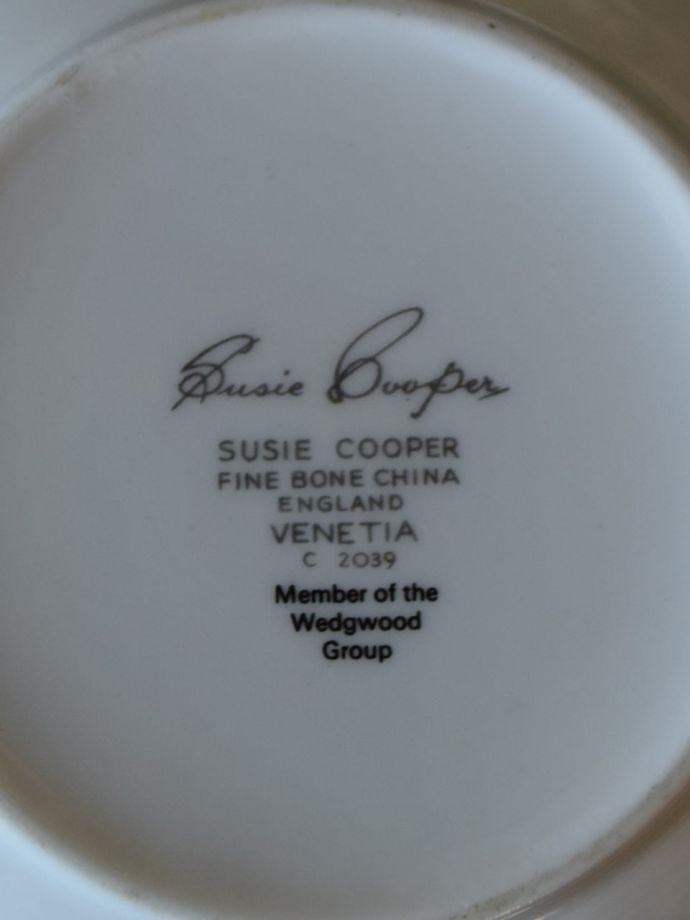 Susie Cooper
SUSIE COOPER
FINE BONE CHINA
ENGLAND
VENETIA
C 2039
Member of the
Wedgwood
Group